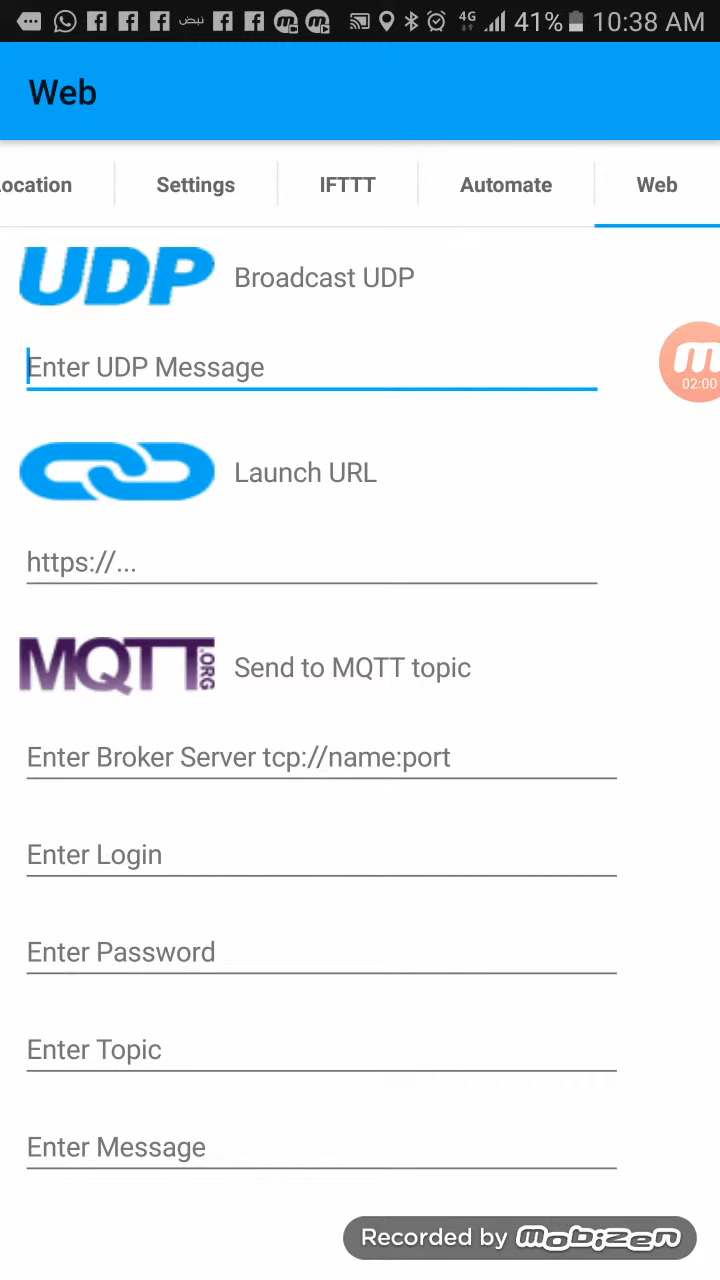 نبض 4G 41% 10:38 AM
Web
ocation Settings IFTTT Automate Web
UDP Broadcast UDP
Enter UDP Message
m
02:00
Launch URL
https://...
MQTT.ORG Send to MQTT topic
Enter Broker Server tcp://name:port
Enter Login
Enter Password
Enter Topic
Enter Message
Recorded by mobizen